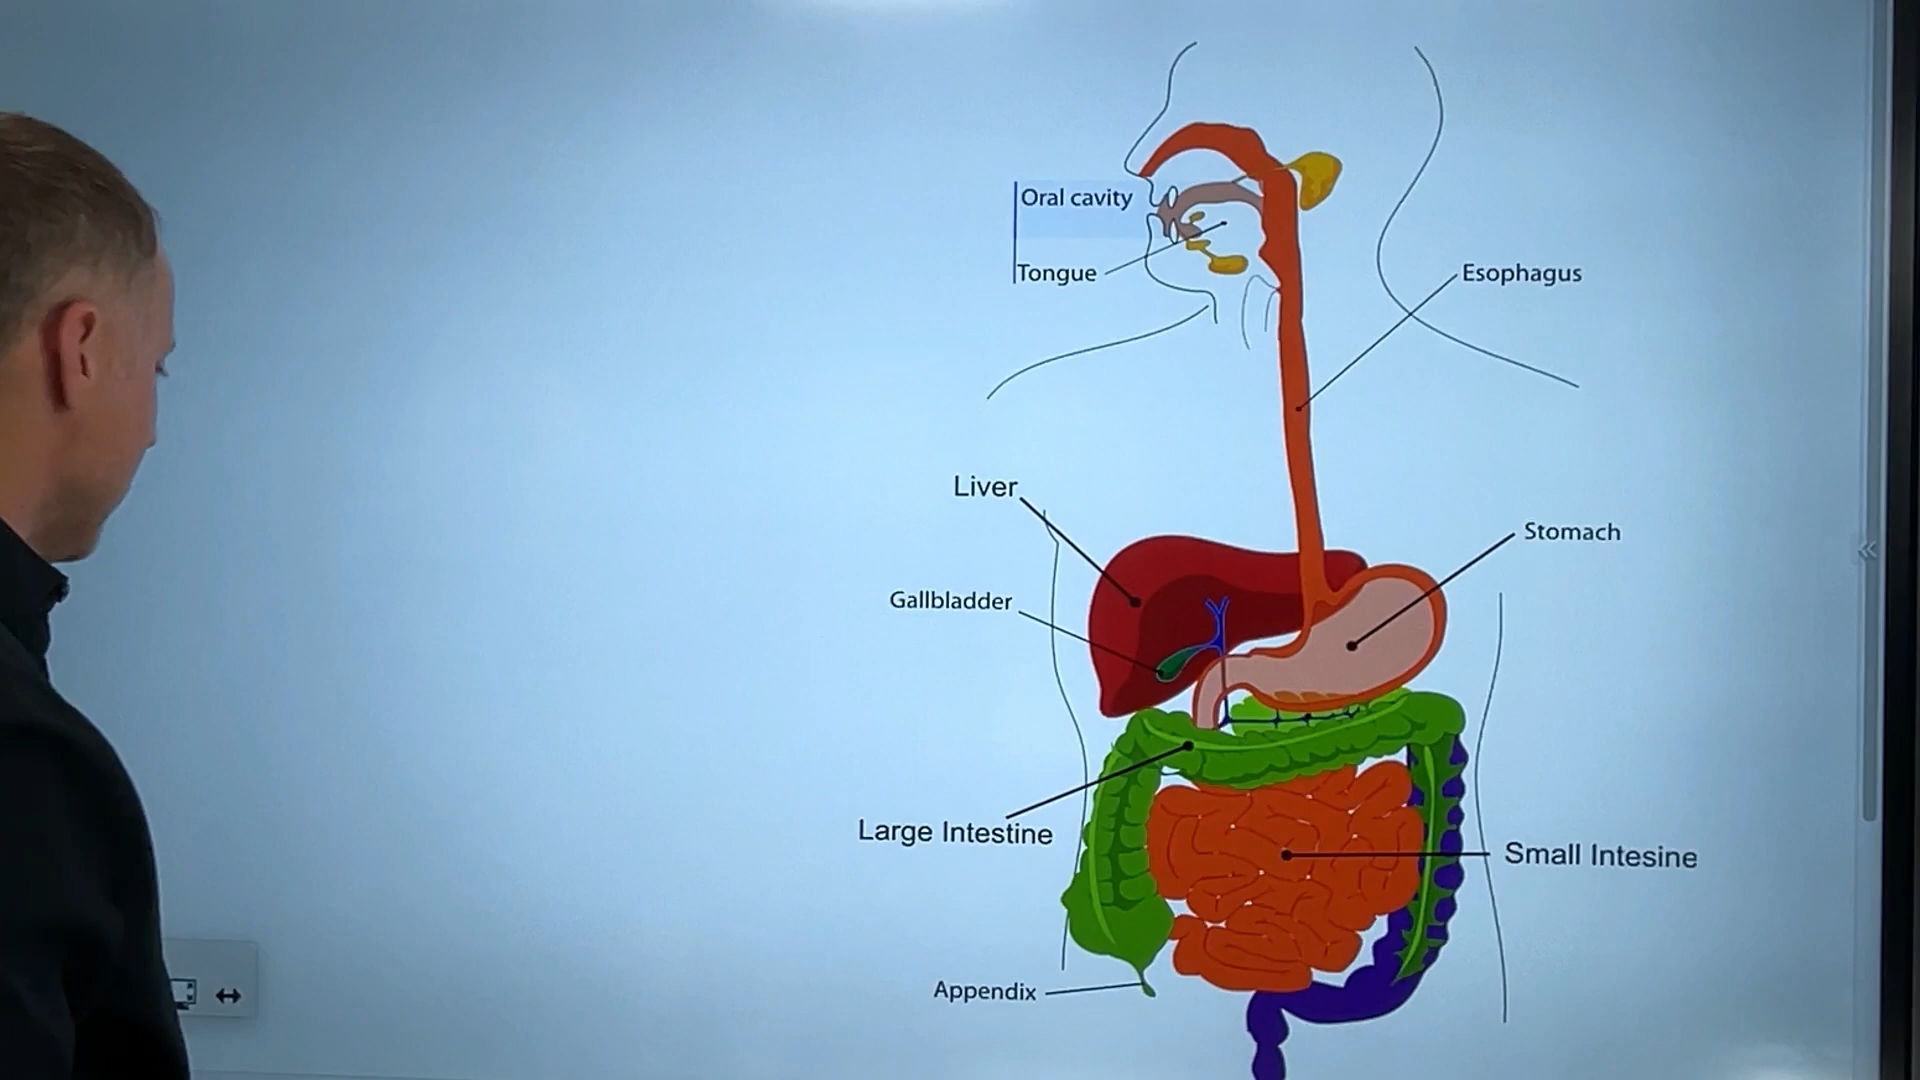 Oral cavity
Tongue
Esophagus
Liver
Stomach
Gallbladder
Large Intestine
Small Intesine
Appendix